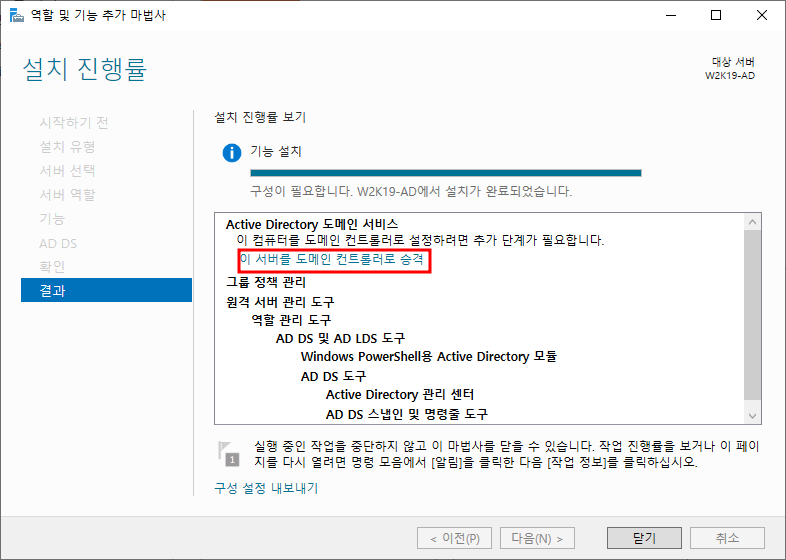 역할 및 기능 추가 마법사
설치 진행률
대상 서버
W2K19-AD
시작하기 전
설치 유형
서버 선택
서버 역할
기능
AD DS
확인
결과
설치 진행률 보기
기능 설치
구성이 필요합니다. W2K19-AD에서 설치가 완료되었습니다.
Active Directory 도메인 서비스
이 컴퓨터를 도메인 컨트롤러로 설정하려면 추가 단계가 필요합니다.
이 서버를 도메인 컨트롤러로 승격
그룹 정책 관리
원격 서버 관리 도구
역할 관리 도구
AD DS 및 AD LDS 도구
Windows PowerShell용 Active Directory 모듈
AD DS 도구
Active Directory 관리 센터
AD DS 스냅인 및 명령줄 도구
1
실행 중인 작업을 중단하지 않고 이 마법사를 닫을 수 있습니다. 작업 진행률을 보거나 이 페이
지를 다시 열려면 명령 모음에서 [알림]을 클릭한 다음 [작업 정보]를 클릭하십시오.
구성 설정 내보내기
< 이전(P)
다음(N) >
닫기
취소